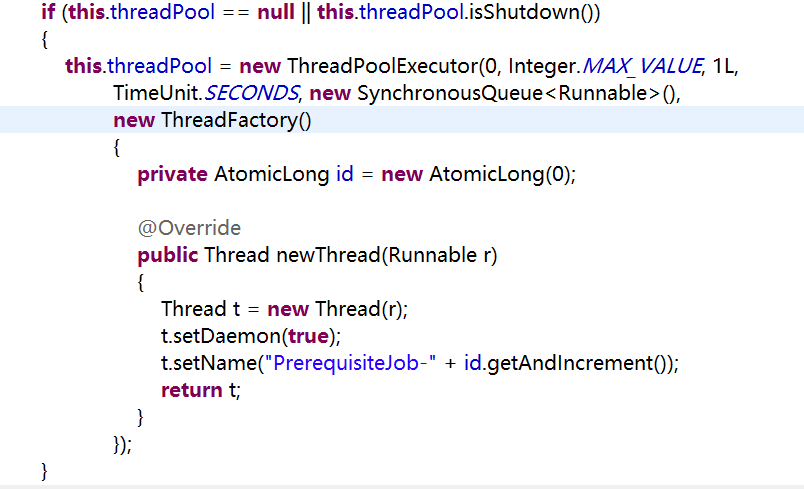 if (this.threadPool == null || this.threadPool.isShutdown())
{
this.threadPool = new ThreadPoolExecutor(0, Integer.MAX_VALUE, 1L,
TimeUnit.SECONDS, new SynchronousQueue<Runnable>(),
new ThreadFactory()
{
private AtomicLong id = new AtomicLong(0);
@Override
public Thread newThread(Runnable r)
{
Thread t = new Thread(r);
t.setDaemon(true);
t.setName("PrerequisiteJob-" + id.getAndIncrement());
return t;
}
});
}